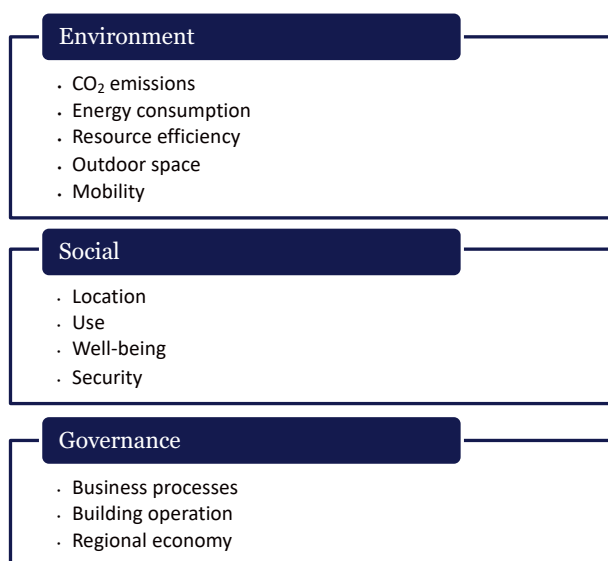 Environment
· CO₂ emissions
· Energy consumption
· Resource efficiency
· Outdoor space
· Mobility
Social
· Location
· Use
· Well-being
· Security
Governance
· Business processes
· Building operation
· Regional economy